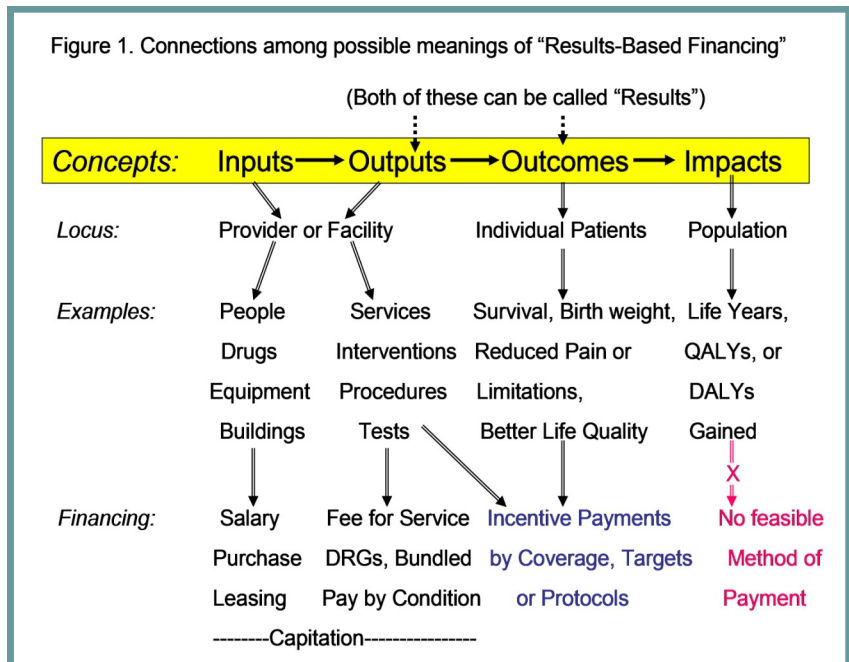 Figure 1. Connections among possible meanings of “Results-Based Financing”
(Both of these can be called “Results”)
Concepts: Inputs Outputs Outcomes Impacts
Locus: Provider or Facility Individual Patients Population
Examples: People Services Survival, Birth weight, Life Years,
Drugs Interventions Reduced Pain or QALYs, or
Equipment Procedures Limitations, DALYs
Buildings Tests Better Life Quality Gained
X
Financing: Salary Fee for Service Incentive Payments No feasible
Purchase DRGs, Bundled by Coverage, Targets Method of
Leasing Pay by Condition or Protocols Payment
--------Capitation----------------